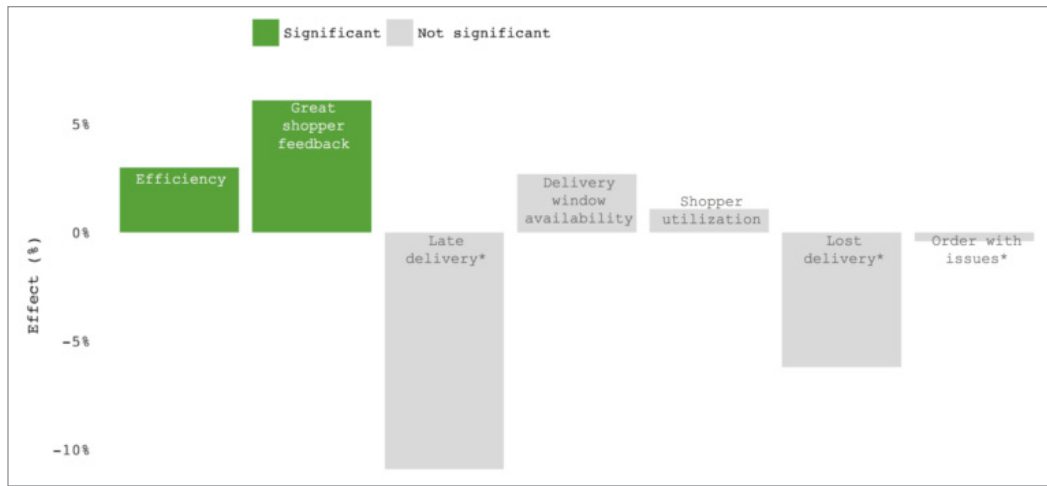 Significant
Not significant
5%
0%
-5%
-10%
Effect (%)
Efficiency
Great
shopper
feedback
Late
delivery*
Delivery
window
availability
Shopper
utilization
Lost
delivery*
Order with
issues*